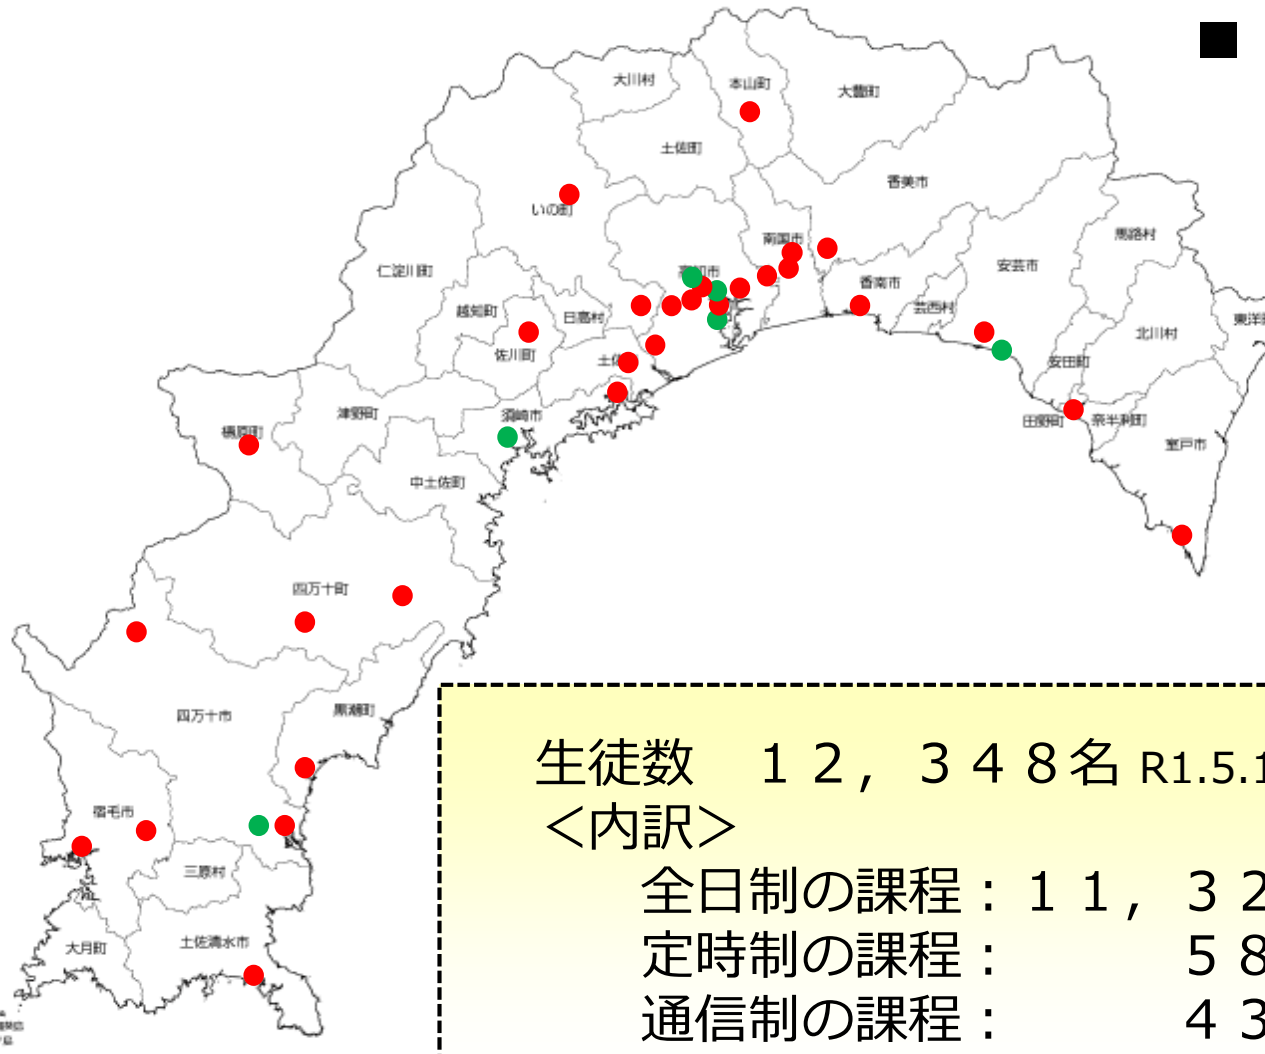 大川村
本山町
大豊町
土佐町
香美市
いの町
馬路村
南国市
高知市
安芸市
仁淀川町
香南市
芸西村
越知町
日高村
東洋
北川村
佐川町
土佐
安田町
津野町
須崎市
田野町
奈半利町
梼原町
室戸市
中土佐町
四万十町
黒潮町
四万十市
宿毛市
三原村
土佐清水市
大月町
生徒数 １２，３４８名 R1.5.1
＜内訳＞
全日制の課程：１１，３２
定時制の課程： ５８
通信制の課程： ４３